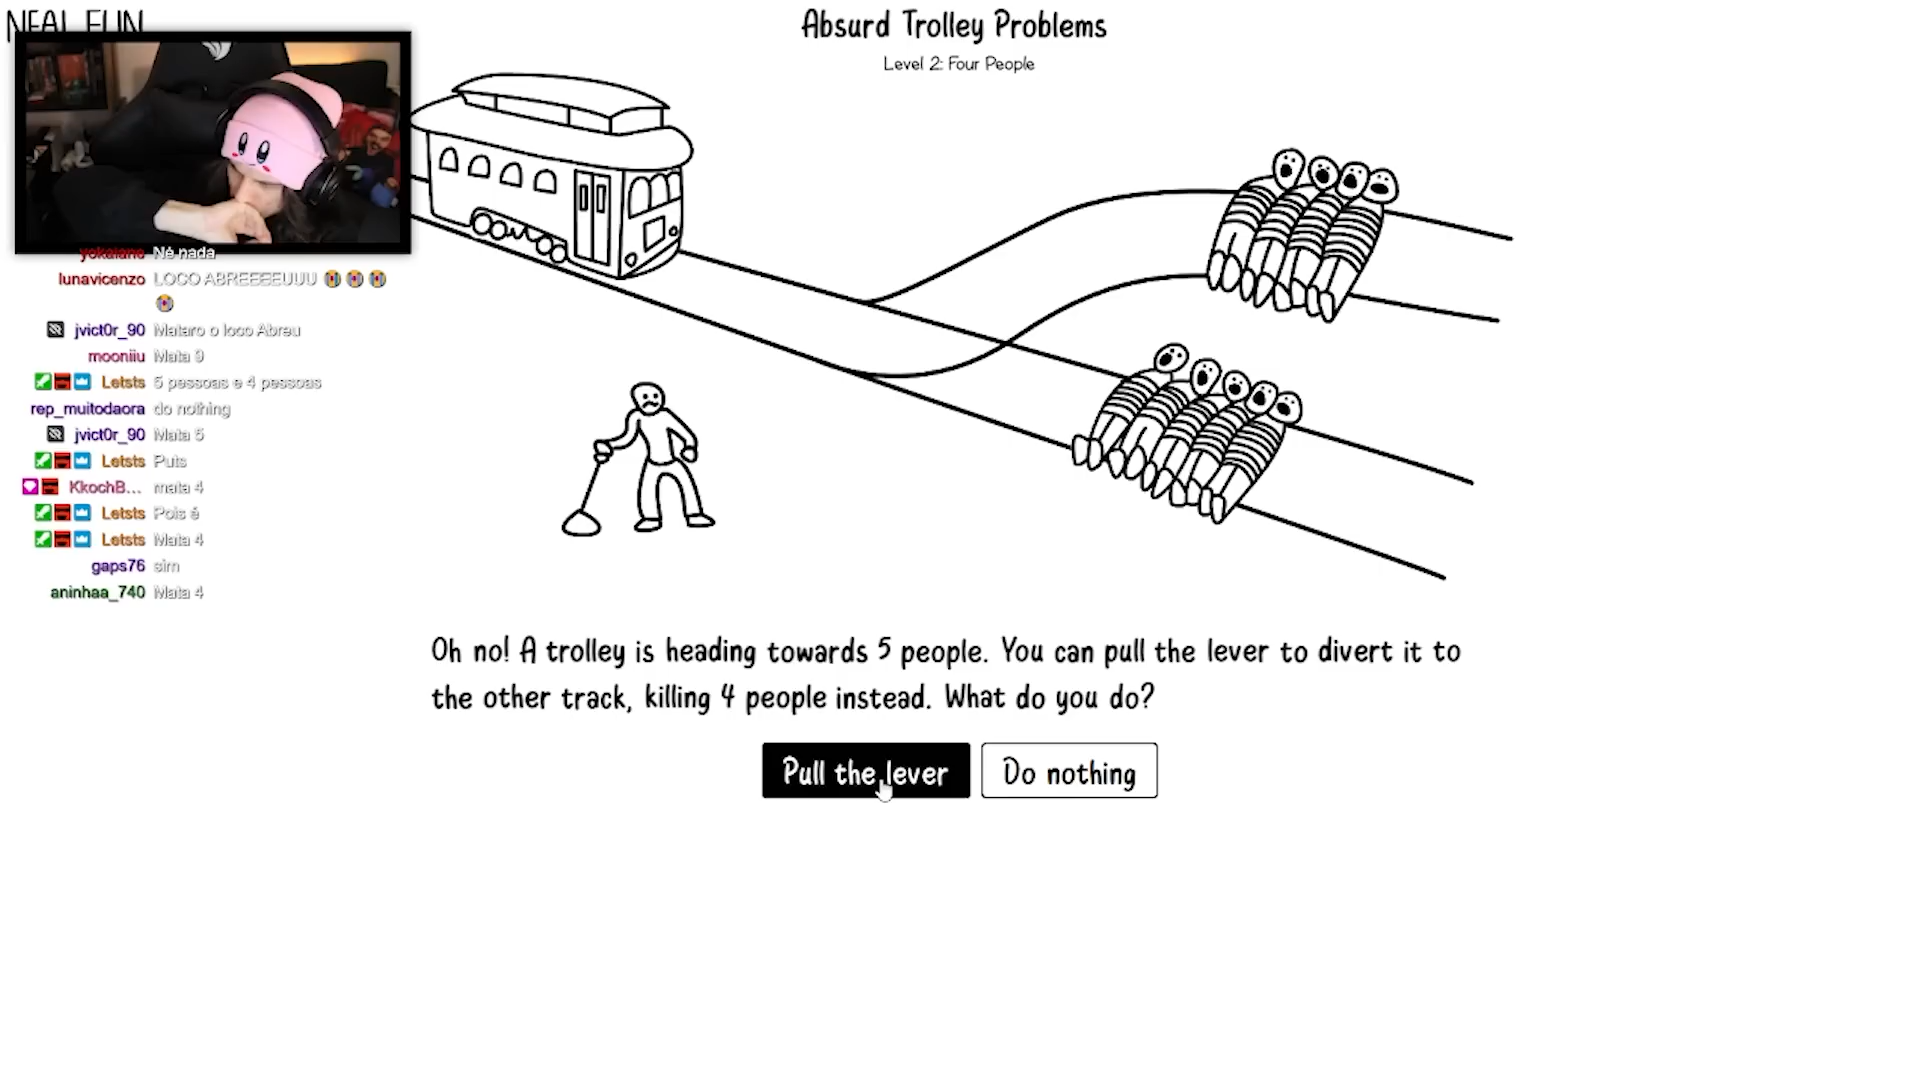 NEAL.FUN
Absurd Trolley Problems
Level 2: Four People
yokaiane Né nada
lunavicenzo LOCO ABREEEEUUU
jvict0r_90 Mataro o loco Abreu
mooniiu Mata 9
Letsts 5 pessoas e 4 pessoas
rep_muitodaora do nothing
jvict0r_90 Mata 5
Letsts Puts
KkochB... mata 4
Letsts Pois é
Letsts Mata 4
gaps76 sim
aninhaa_740 Mata 4
Oh no! A trolley is heading towards 5 people. You can pull the lever to divert it to
the other track, killing 4 people instead. What do you do?
Pull the lever
Do nothing